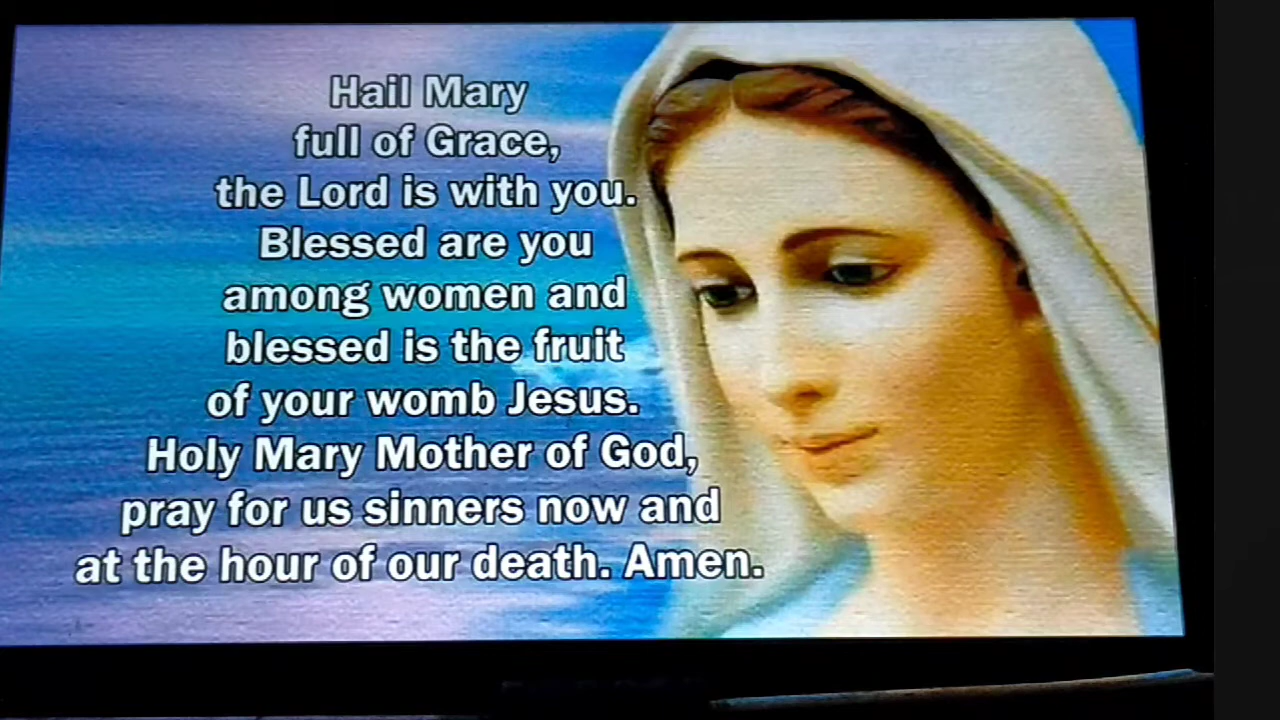 Hail Mary
full of Grace,
the Lord is with you.
Blessed are you
among women and
blessed is the fruit
of your womb Jesus.
Holy Mary Mother of God,
pray for us sinners now and
at the hour of our death. Amen.